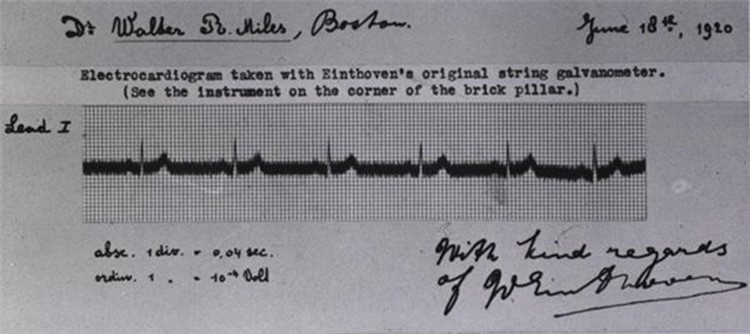 Dr Walter R. Miles, Boston.
June 18th, 1920
Electrocardiogram taken with Einthoven's original string galvanometer.
(See the instrument on the corner of the brick pillar.)
Lead I
absc. 1 div. = 0,04 sec.
ordin. 1 " = 10-4 Volt
With kind regards
of W. Einthoven